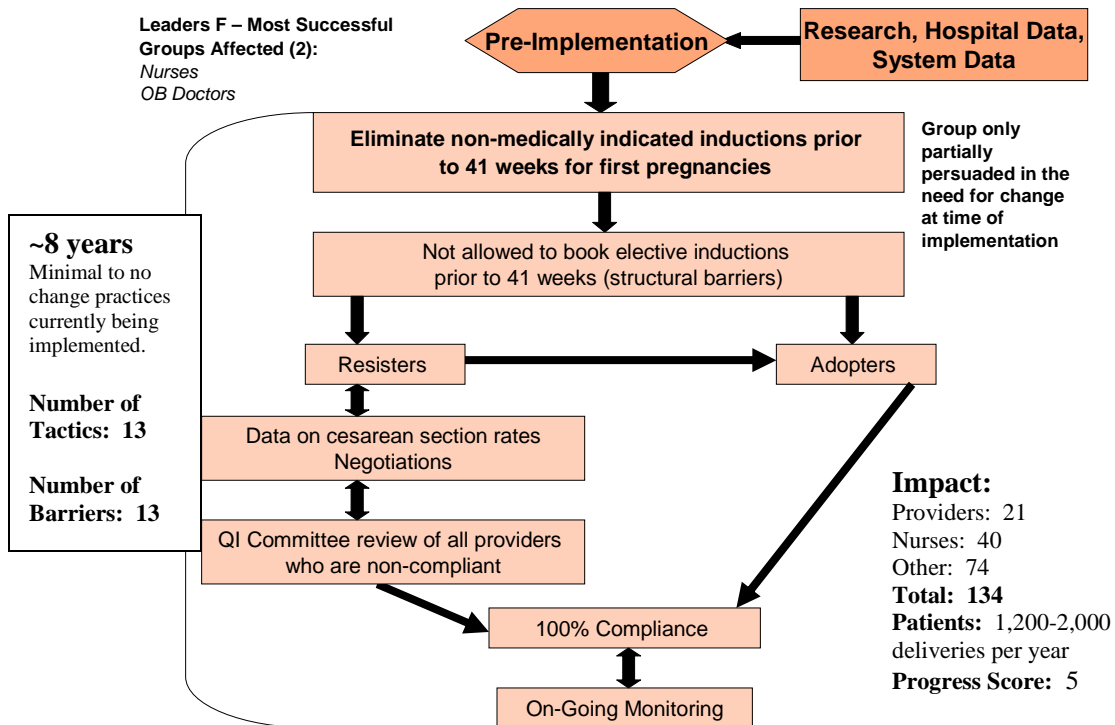 Leaders F – Most Successful
Groups Affected (2):
Nurses
OB Doctors
Pre-Implementation
Research, Hospital Data,
System Data
Eliminate non-medically indicated inductions prior
to 41 weeks for first pregnancies
Group only
partially
persuaded in the
need for change
at time of
implementation
Not allowed to book elective inductions
prior to 41 weeks (structural barriers)
~8 years
Minimal to no
change practices
currently being
implemented.
Number of
Tactics: 13
Number of
Barriers: 13
Resisters
Adopters
Data on cesarean section rates
Negotiations
QI Committee review of all providers
who are non-compliant
100% Compliance
On-Going Monitoring
Impact:
Providers: 21
Nurses: 40
Other: 74
Total: 134
Patients: 1,200-2,000
deliveries per year
Progress Score: 5